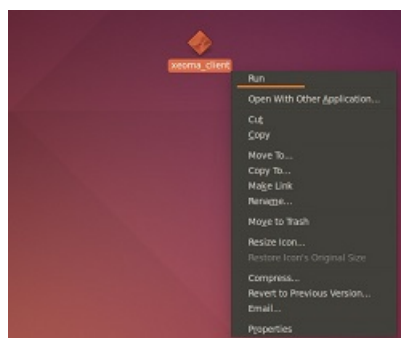 xeoma_client
Run
Open With Other Application...
Cut
Copy
Move To...
Copy To...
Make Link
Rename...
Move to Trash
Resize Icon...
Restore Icon's Original Size
Compress...
Revert to Previous Version...
Email...
Properties